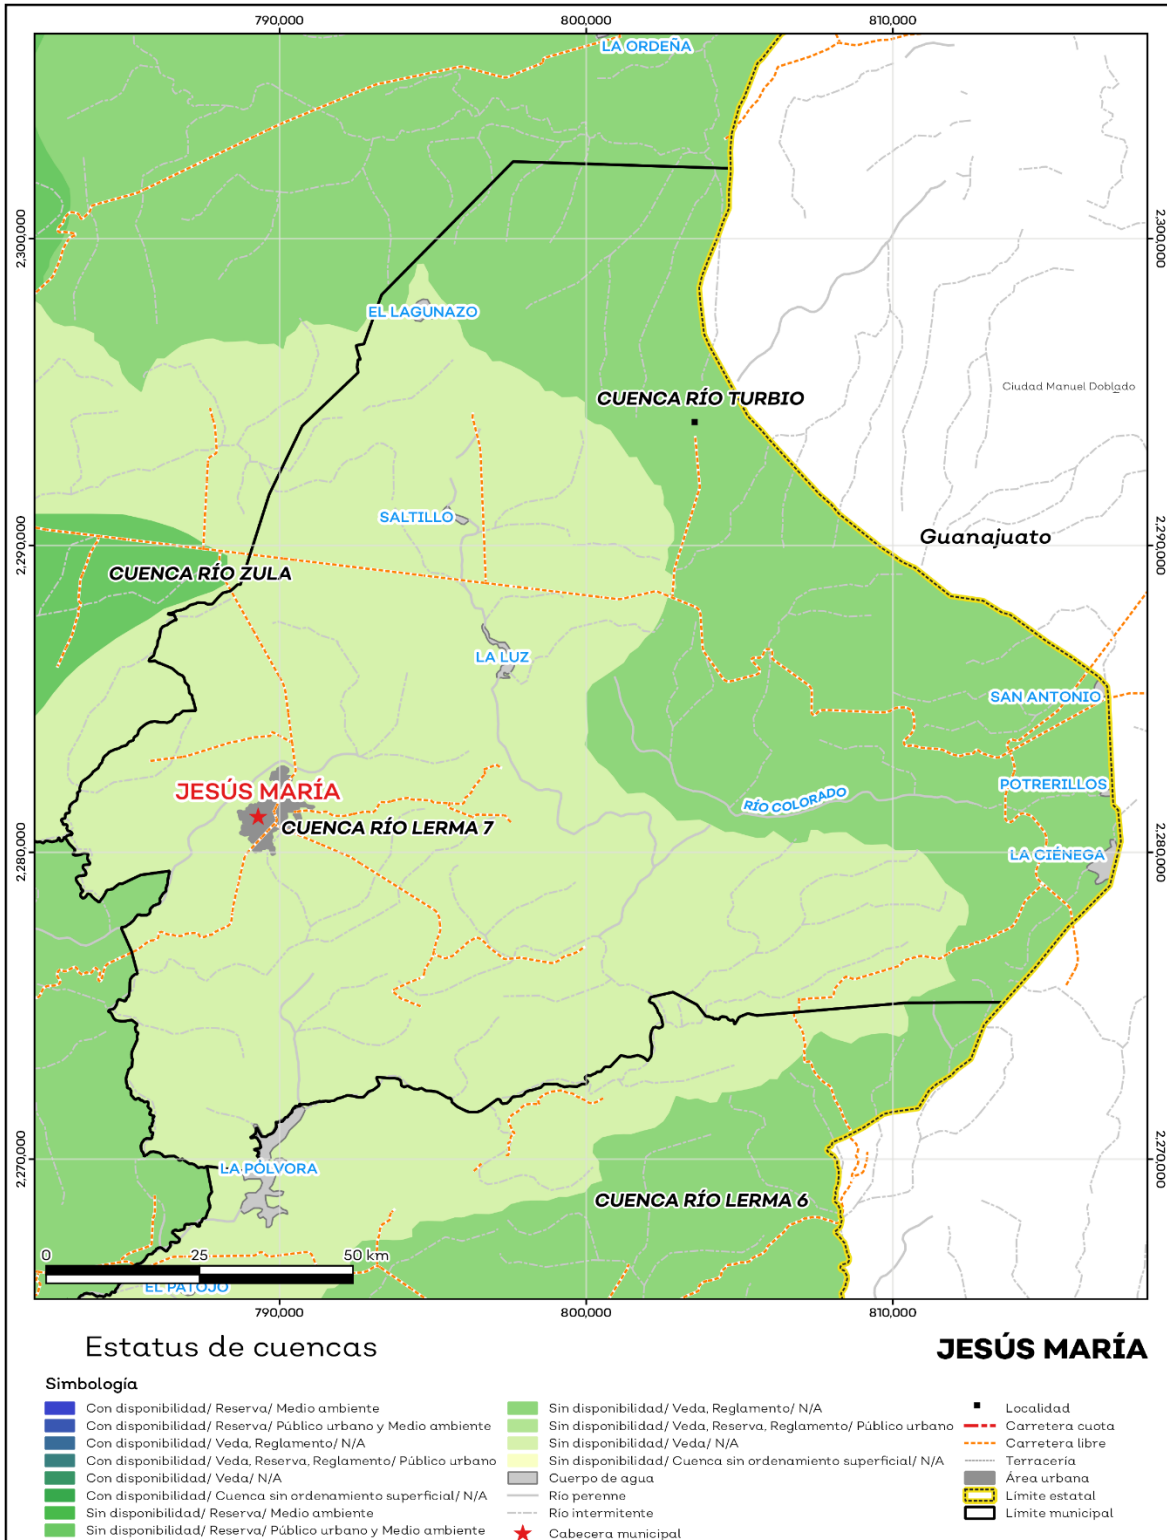 790,000 800,000 810,000
LA ORDEÑA
2,300,000 2,300,000
EL LAGUNAZO
Ciudad Manuel Doblado
CUENCA RÍO TURBIO
SALTILLO
Guanajuato
2,290,000 2,290,000
CUENCA RÍO ZULA
LA LUZ
SAN ANTONIO
POTRERILLOS
JESÚS MARÍA
RÍO COLORADO
CUENCA RÍO LERMA 7
2,280,000 2,280,000
LA CIÉNEGA
2,270,000 2,270,000
LA PÓLVORA
CUENCA RÍO LERMA 6
0 25 50 km
EL PATOJO
790,000 800,000 810,000
Estatus de cuencas
JESÚS MARÍA
Simbología
Con disponibilidad/ Reserva/ Medio ambiente
Con disponibilidad/ Reserva/ Público urbano y Medio ambiente
Con disponibilidad/ Veda, Reglamento/ N/A
Con disponibilidad/ Veda, Reserva, Reglamento/ Público urbano
Con disponibilidad/ Veda/ N/A
Con disponibilidad/ Cuenca sin ordenamiento superficial/ N/A
Sin disponibilidad/ Reserva/ Medio ambiente
Sin disponibilidad/ Reserva/ Público urbano y Medio ambiente
Sin disponibilidad/ Veda, Reglamento/ N/A
Sin disponibilidad/ Veda, Reserva, Reglamento/ Público urbano
Sin disponibilidad/ Veda/ N/A
Sin disponibilidad/ Cuenca sin ordenamiento superficial/ N/A
Cuerpo de agua
Río perenne
Río intermitente
Cabecera municipal
Localidad
Carretera cuota
Carretera libre
Terracería
Área urbana
Límite estatal
Límite municipal